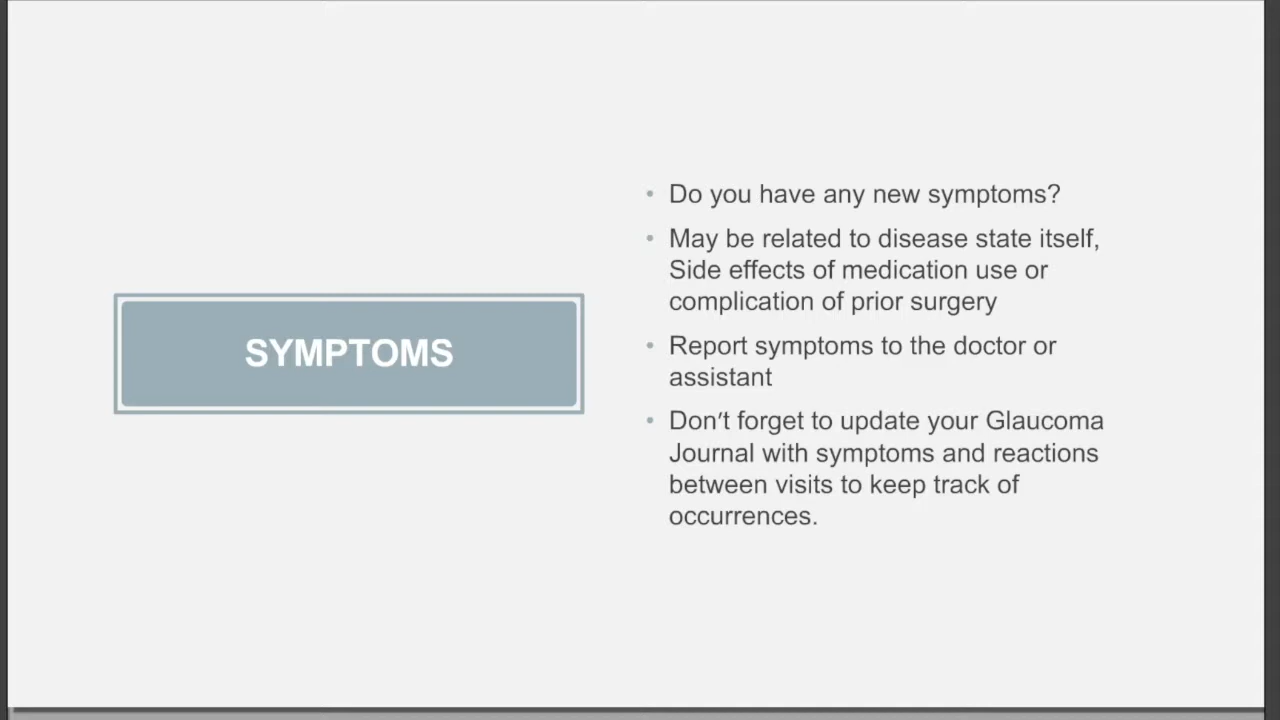 SYMPTOMS
Do you have any new symptoms?
May be related to disease state itself,
Side effects of medication use or
complication of prior surgery
Report symptoms to the doctor or
assistant
Don't forget to update your Glaucoma
Journal with symptoms and reactions
between visits to keep track of
occurrences.